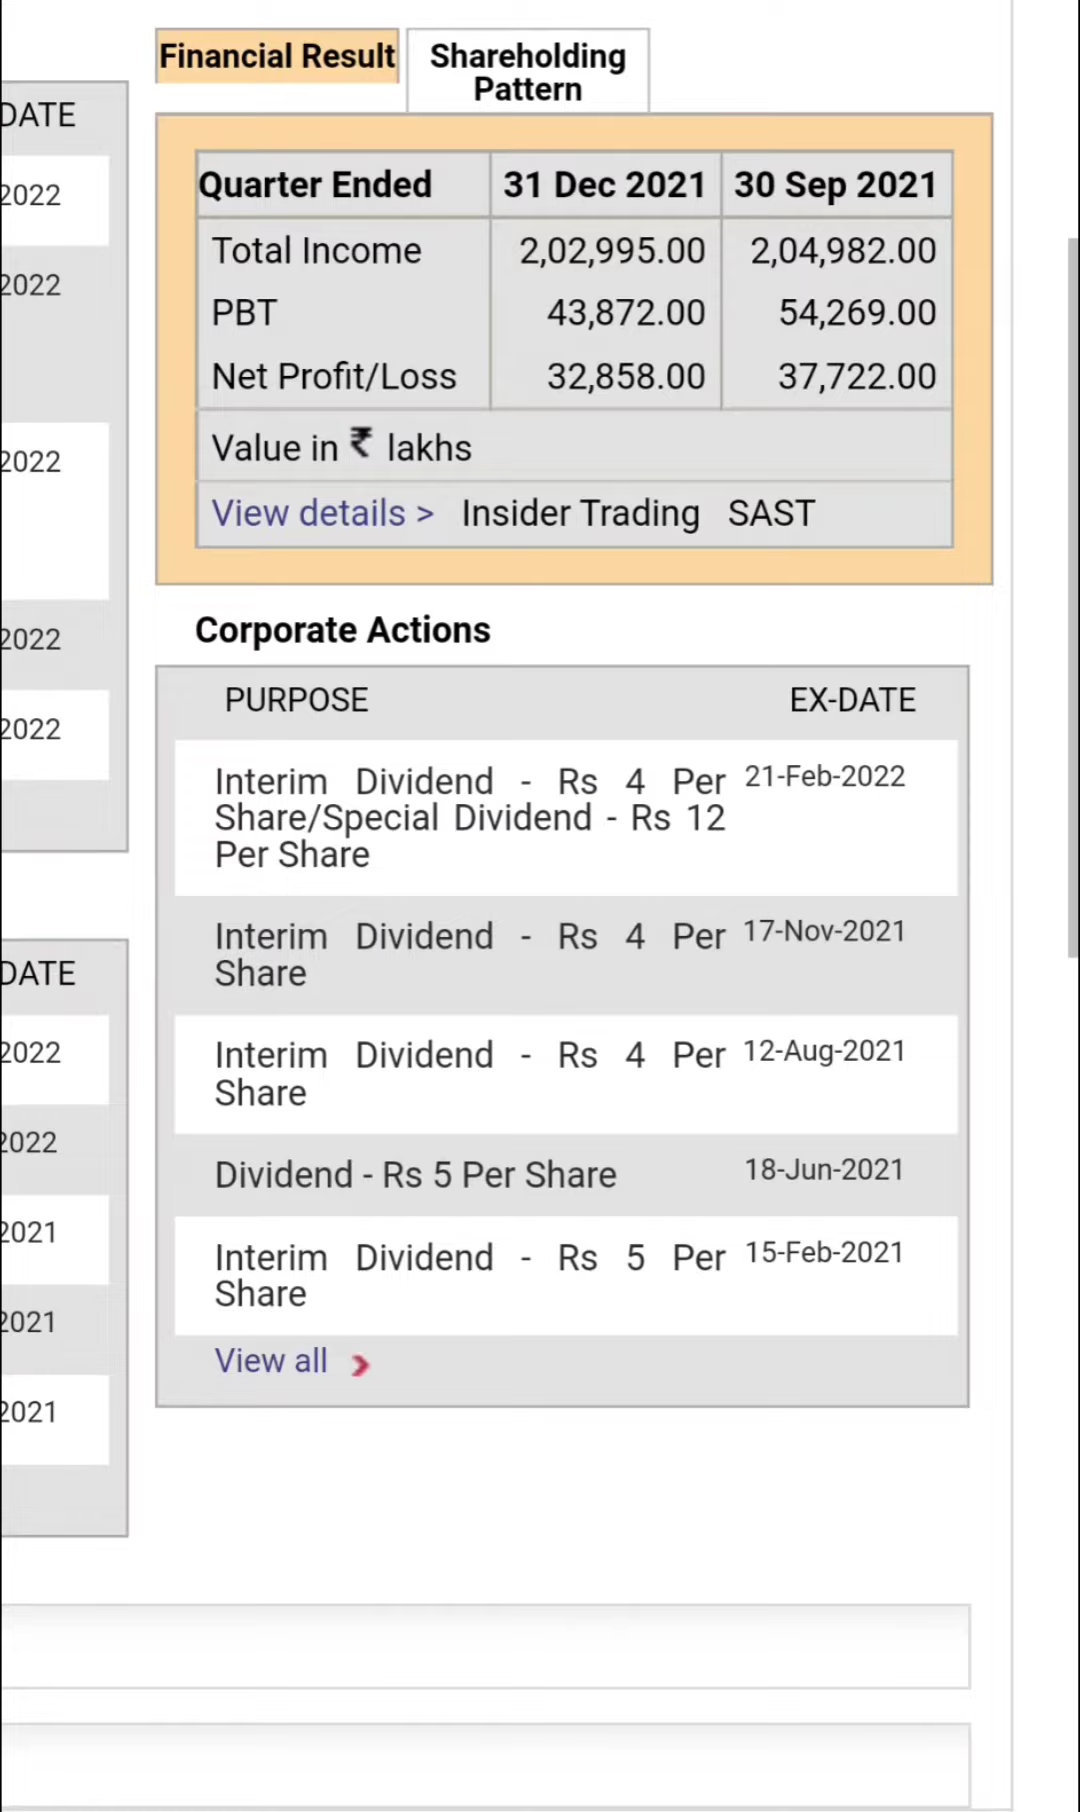 Financial Result
Shareholding
Pattern
DATE
2022
2022
2022
2022
2022
Quarter Ended 31 Dec 2021 30 Sep 2021
Total Income 2,02,995.00 2,04,982.00
PBT 43,872.00 54,269.00
Net Profit/Loss 32,858.00 37,722.00
Value in ₹ lakhs
View details > Insider Trading SAST
Corporate Actions
PURPOSE EX-DATE
Interim Dividend - Rs 4 Per 21-Feb-2022
Share/Special Dividend - Rs 12
Per Share
Interim Dividend - Rs 4 Per 17-Nov-2021
Share
Interim Dividend - Rs 4 Per 12-Aug-2021
Share
Dividend - Rs 5 Per Share 18-Jun-2021
Interim Dividend - Rs 5 Per 15-Feb-2021
Share
View all
DATE
2022
2022
2021
2021
2021